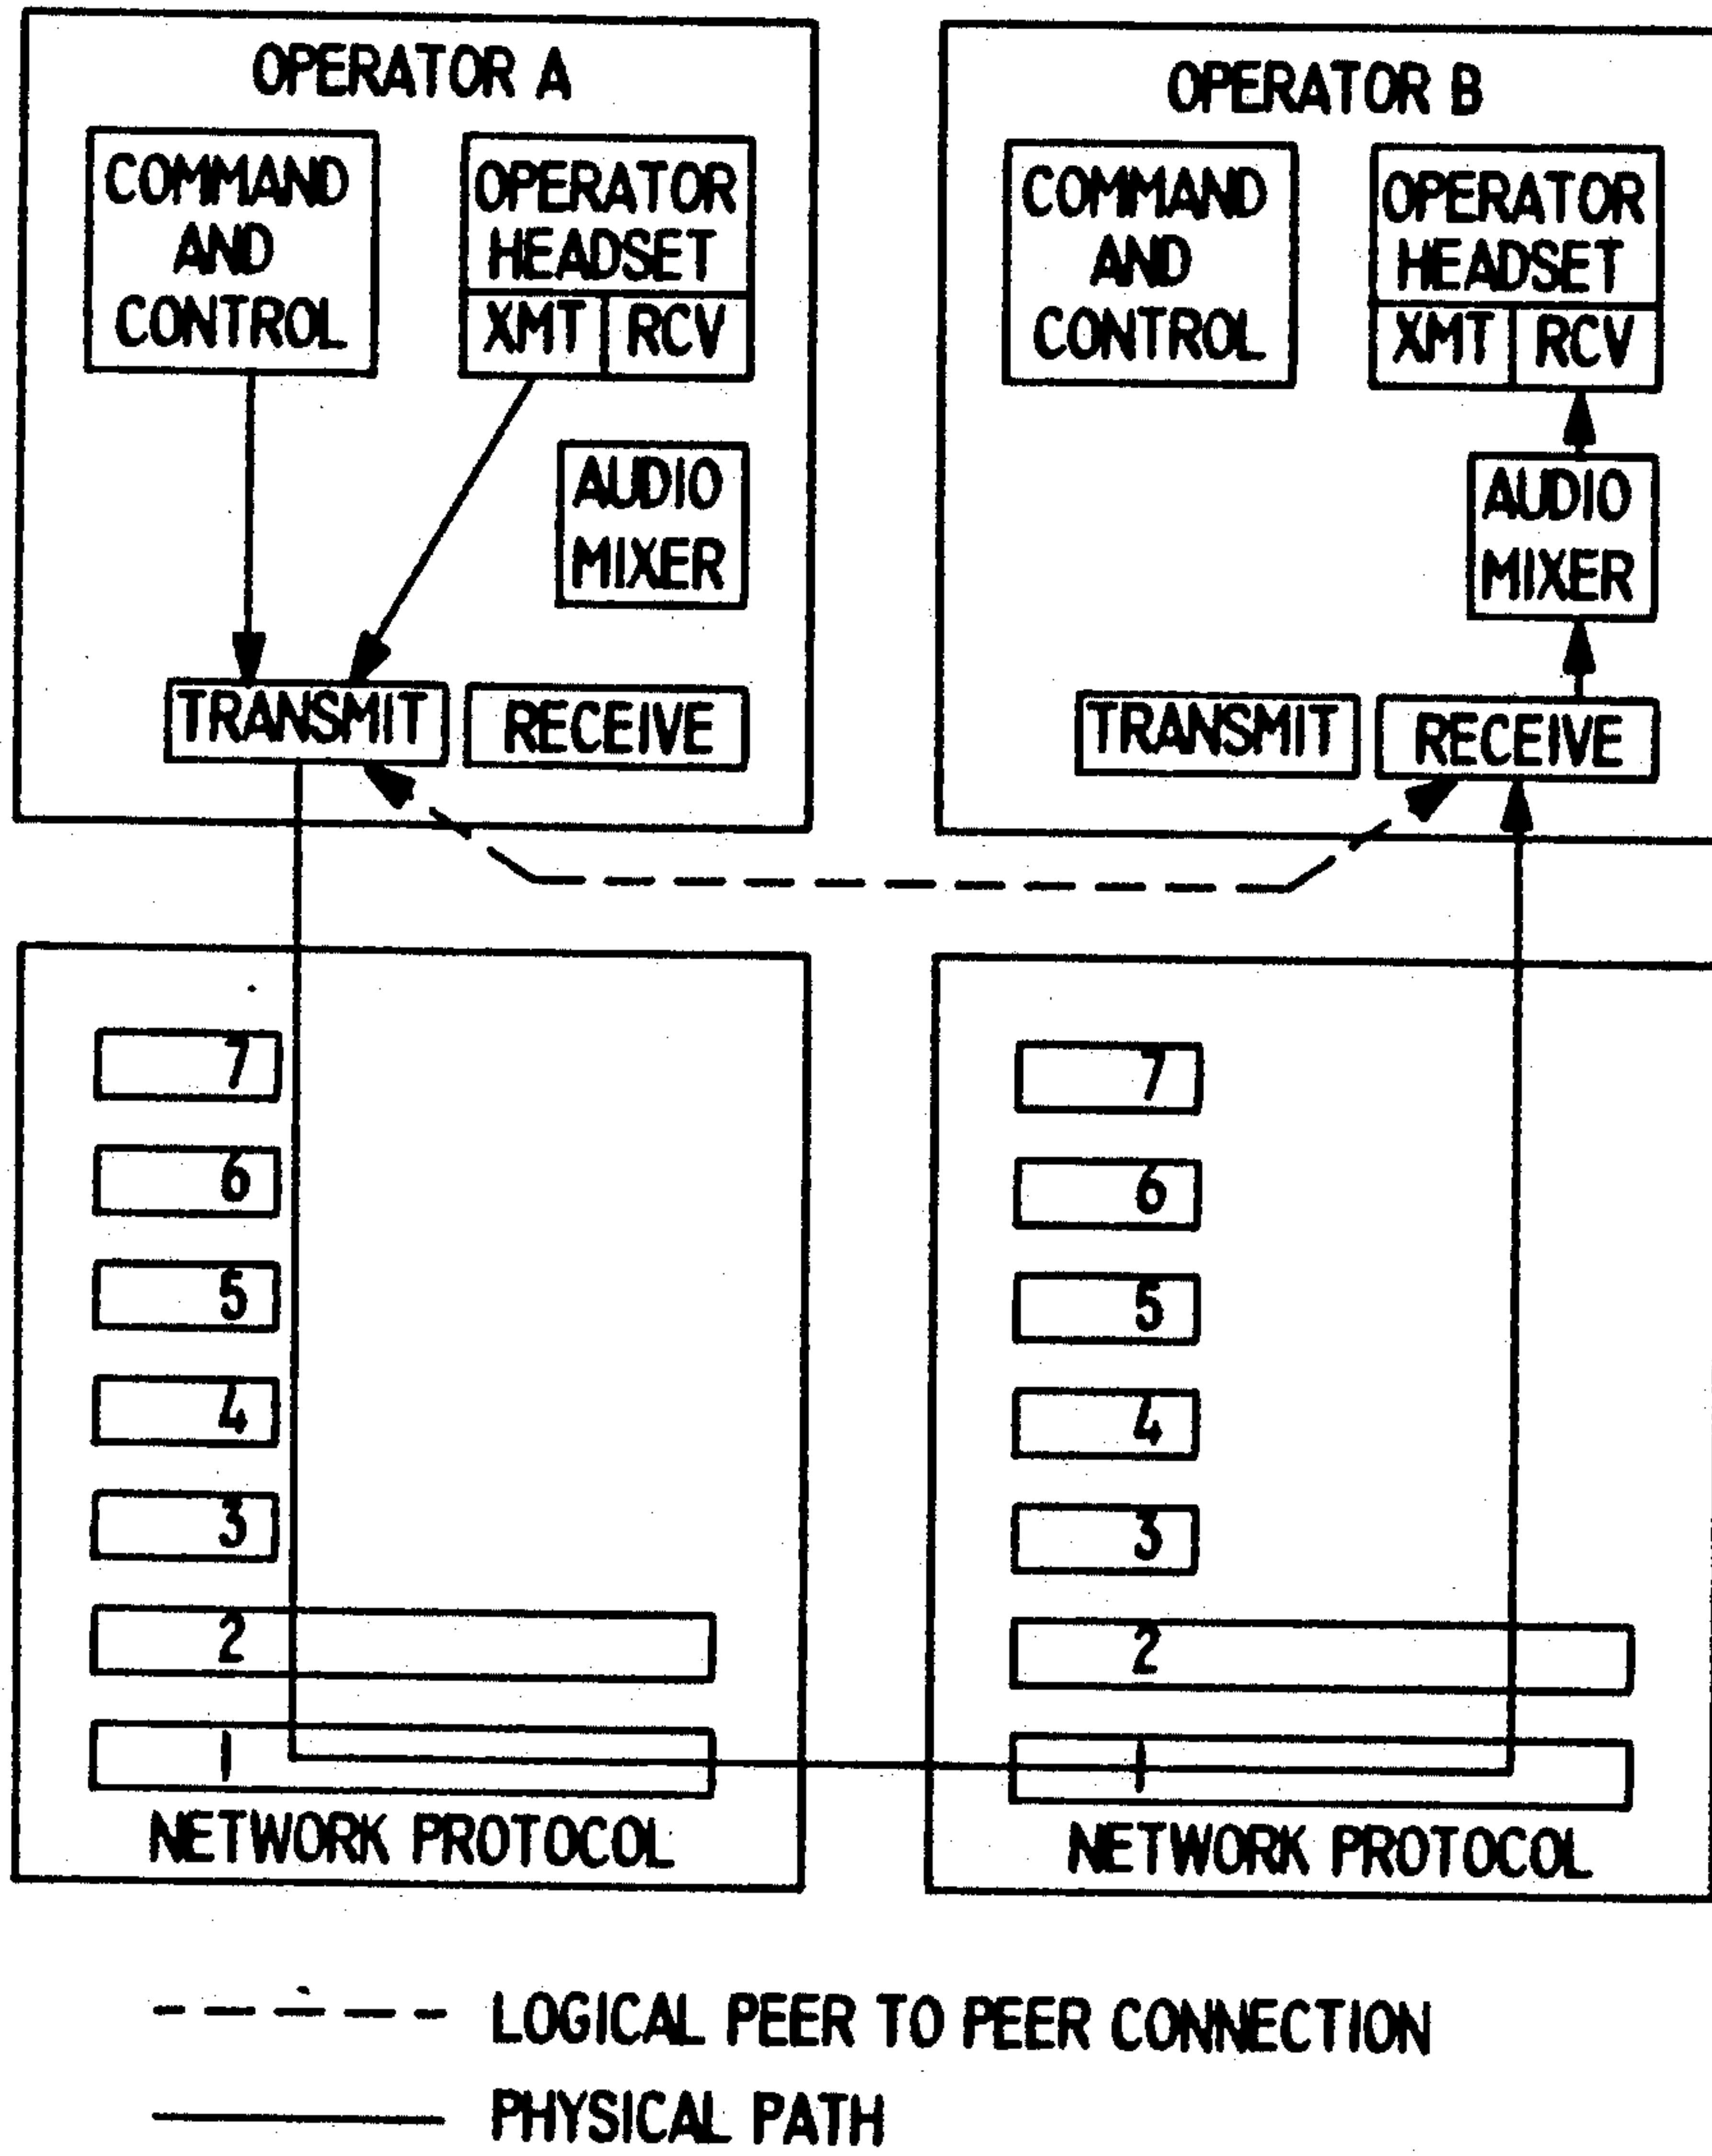 OPERATOR A
COMMAND
AND
CONTROL
OPERATOR
HEADSET
XMT RCV
AUDIO
MIXER
TRANSMIT
RECEIVE
OPERATOR B
COMMAND
AND
CONTROL
OPERATOR
HEADSET
XMT RCV
AUDIO
MIXER
TRANSMIT
RECEIVE
7
6
5
4
3
2
1
NETWORK PROTOCOL
7
6
5
4
3
2
1
NETWORK PROTOCOL
LOGICAL PEER TO PEER CONNECTION
PHYSICAL PATH